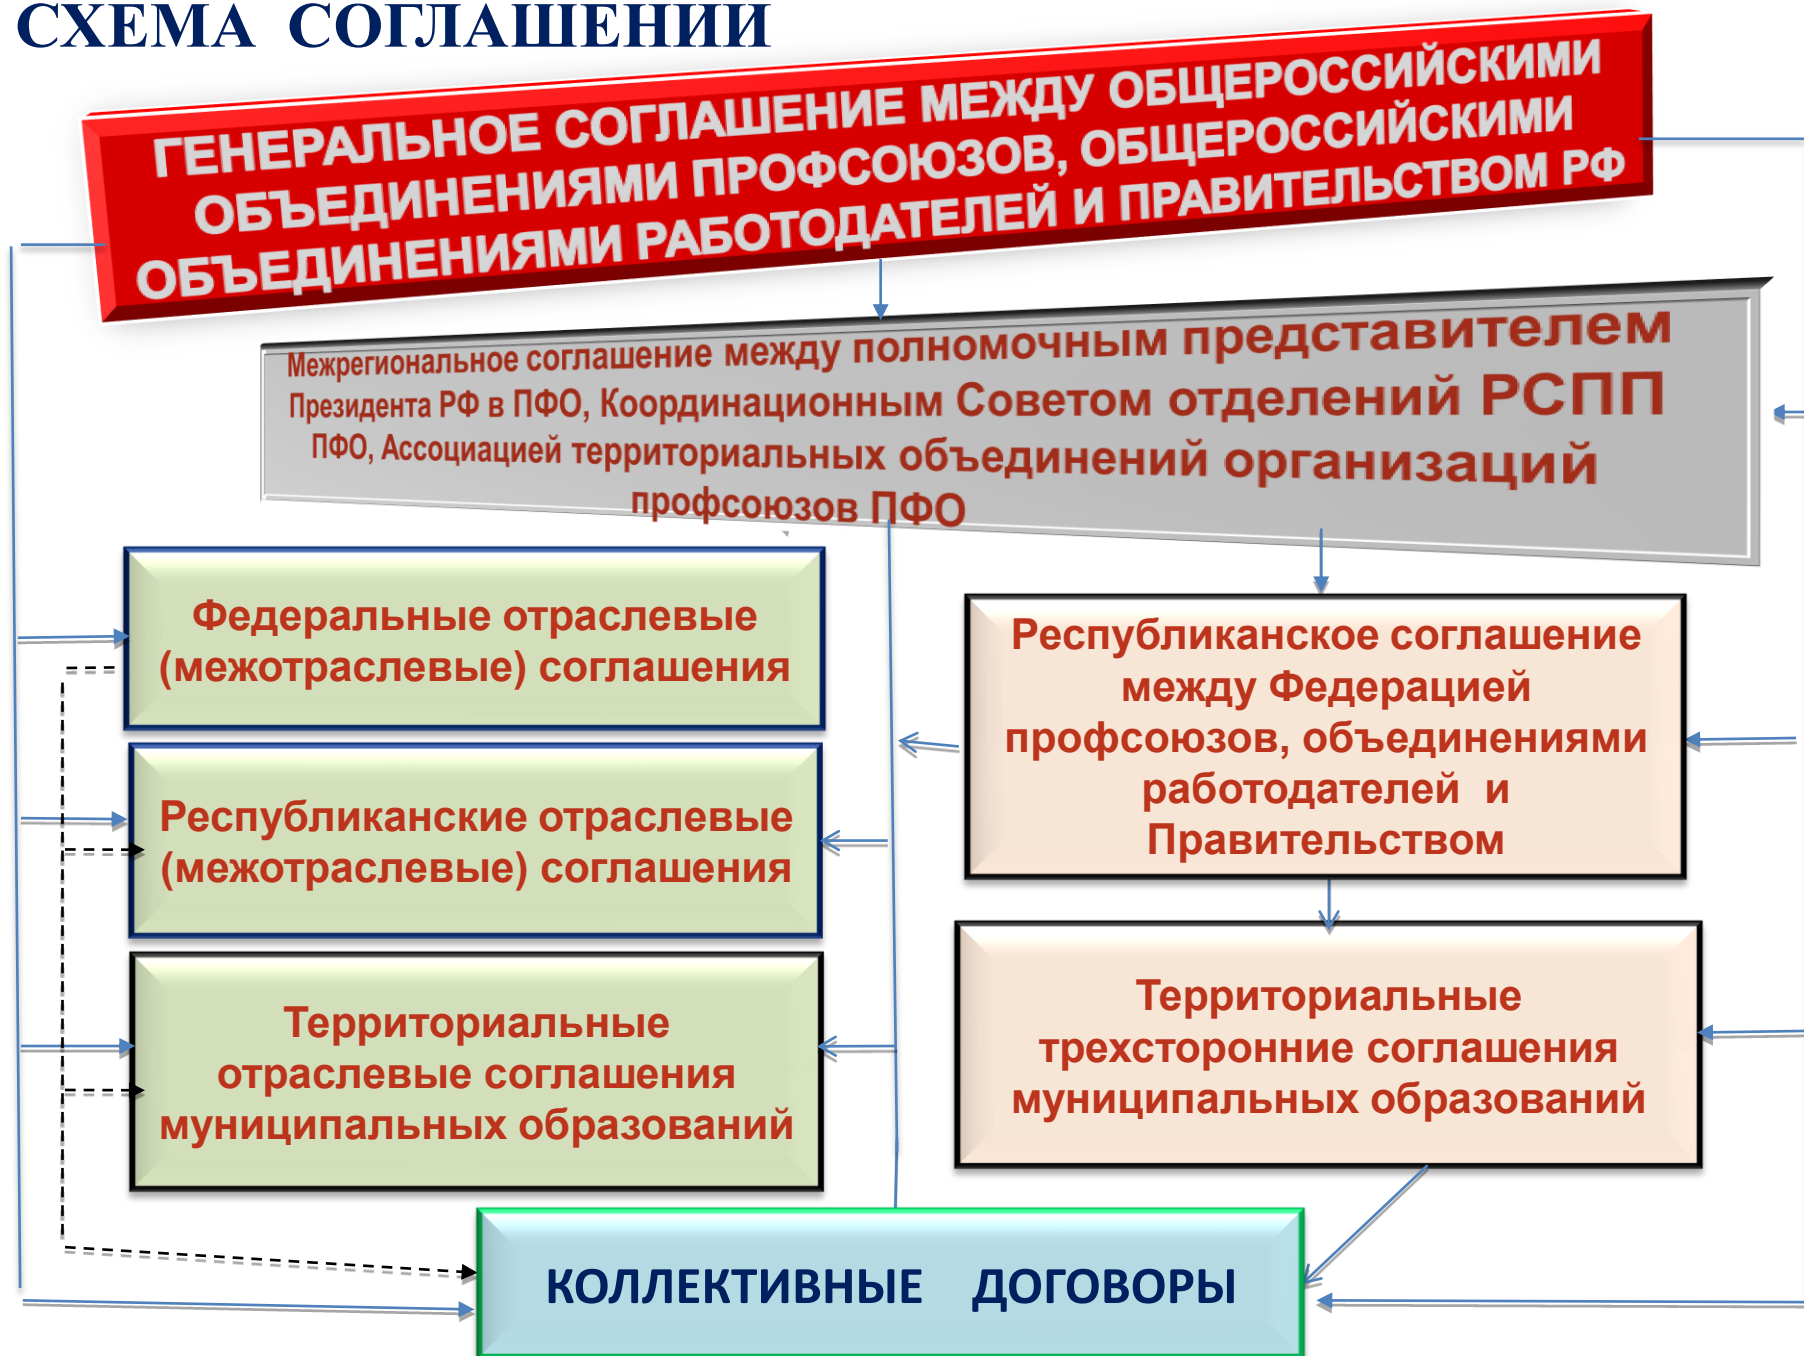 СХЕМА СОГЛАШЕНИЙ
ГЕНЕРАЛЬНОЕ СОГЛАШЕНИЕ МЕЖДУ ОБЩЕРОССИЙСКИМИ
ОБЪЕДИНЕНИЯМИ ПРОФСОЮЗОВ, ОБЩЕРОССИЙСКИМИ
ОБЪЕДИНЕНИЯМИ РАБОТОДАТЕЛЕЙ И ПРАВИТЕЛЬСТВОМ РФ
Межрегиональное соглашение между полномочным представителем
Президента РФ в ПФО, Координационным Советом отделений РСПП
ПФО, Ассоциацией территориальных объединений организаций
профсоюзов ПФО
Федеральные отраслевые
(межотраслевые) соглашения
Республиканские отраслевые
(межотраслевые) соглашения
Территориальные
отраслевые соглашения
муниципальных образований
Республиканское соглашение
между Федерацией
профсоюзов, объединениями
работодателей и
Правительством
Территориальные
трехсторонние соглашения
муниципальных образований
КОЛЛЕКТИВНЫЕ ДОГОВОРЫ